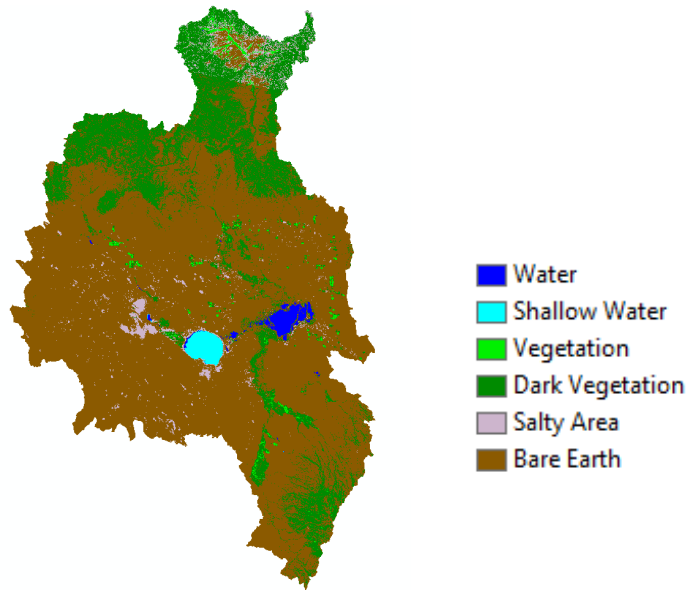 Water
Shallow Water
Vegetation
Dark Vegetation
Salty Area
Bare Earth